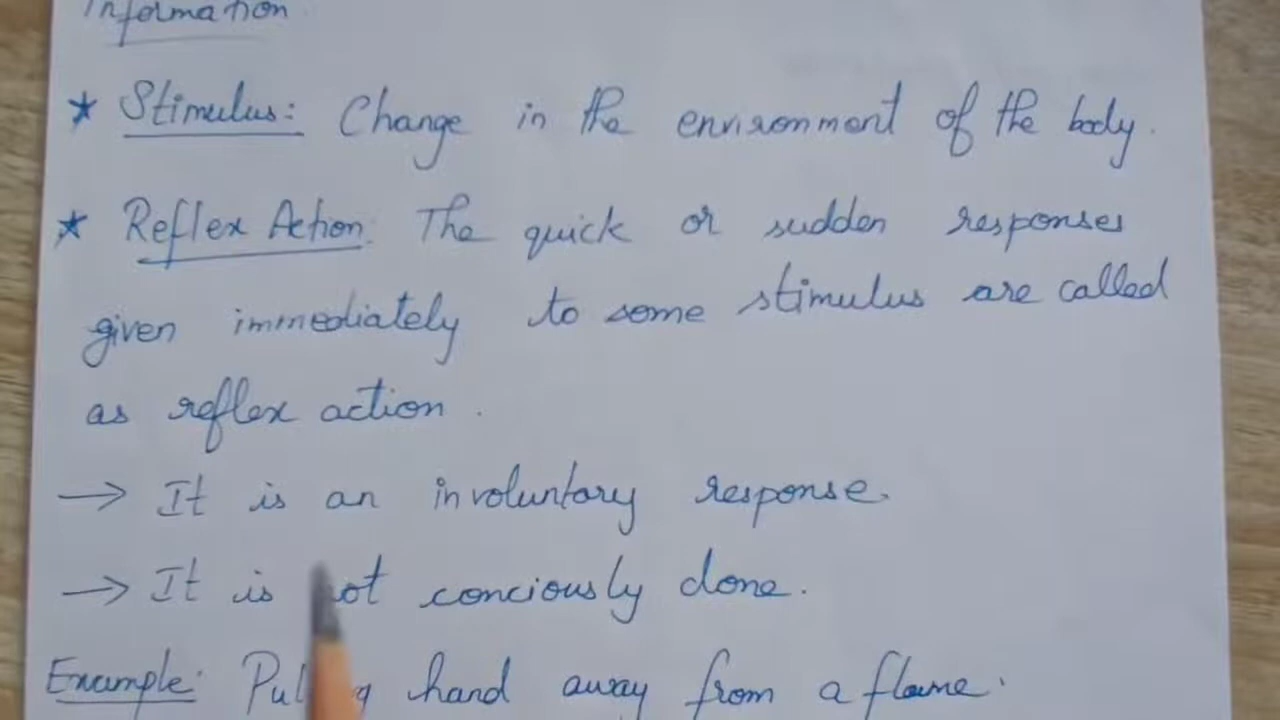 Information
★ Stimulus: Change in the environment of the body.
★ Reflex Action: The quick or sudden responses
given immediately to some stimulus are called
as reflex action.
→ It is an involuntary response.
→ It is not conciously done.
Example: hand away from a flame.